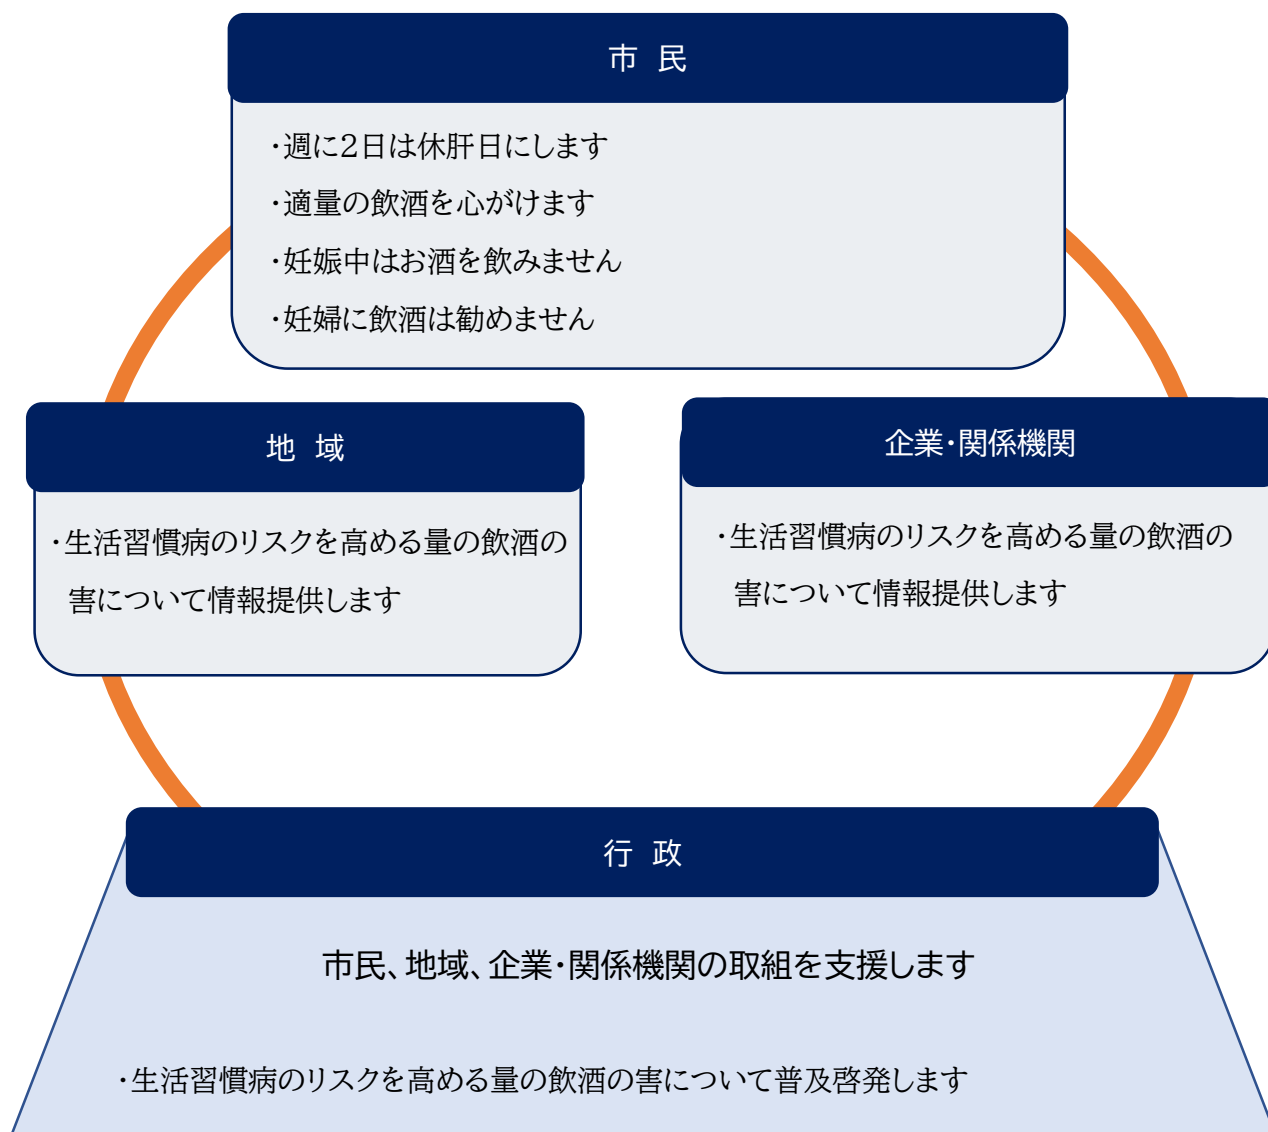 市 民
・週に2日は休肝日にします
・適量の飲酒を心がけます
・妊娠中はお酒を飲みません
・妊婦に飲酒は勧めません
地 域
・生活習慣病のリスクを高める量の飲酒の
害について情報提供します
企業・関係機関
・生活習慣病のリスクを高める量の飲酒の
害について情報提供します
行 政
市民、地域、企業・関係機関の取組を支援します
・生活習慣病のリスクを高める量の飲酒の害について普及啓発します